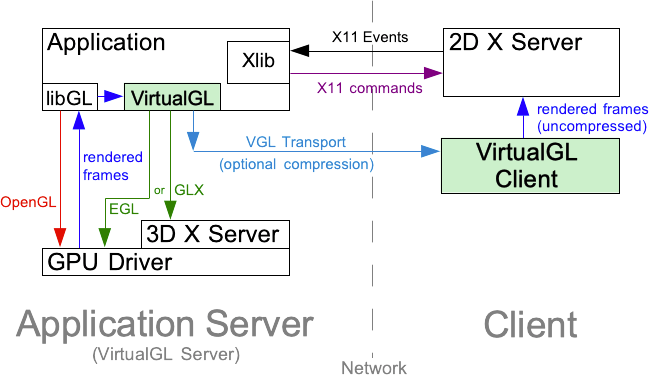 Application
Xlib
X11 Events
2D X Server
X11 commands
libGL
VirtualGL
rendered
frames
VGL Transport
(optional compression)
rendered frames
(uncompressed)
VirtualGL
Client
OpenGL
EGL
or
GLX
3D X Server
GPU Driver
Application Server
(VirtualGL Server)
Client
Network